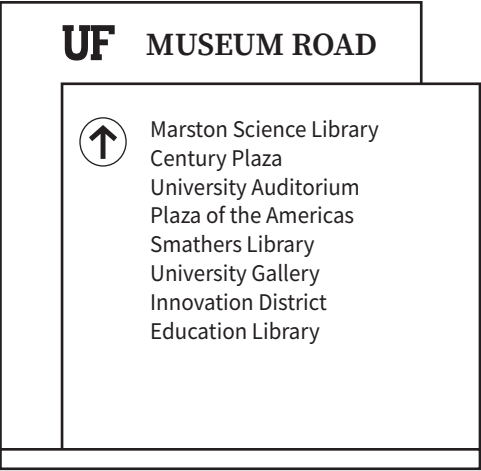 UF MUSEUM ROAD
Marston Science Library
Century Plaza
University Auditorium
Plaza of the Americas
Smathers Library
University Gallery
Innovation District
Education Library